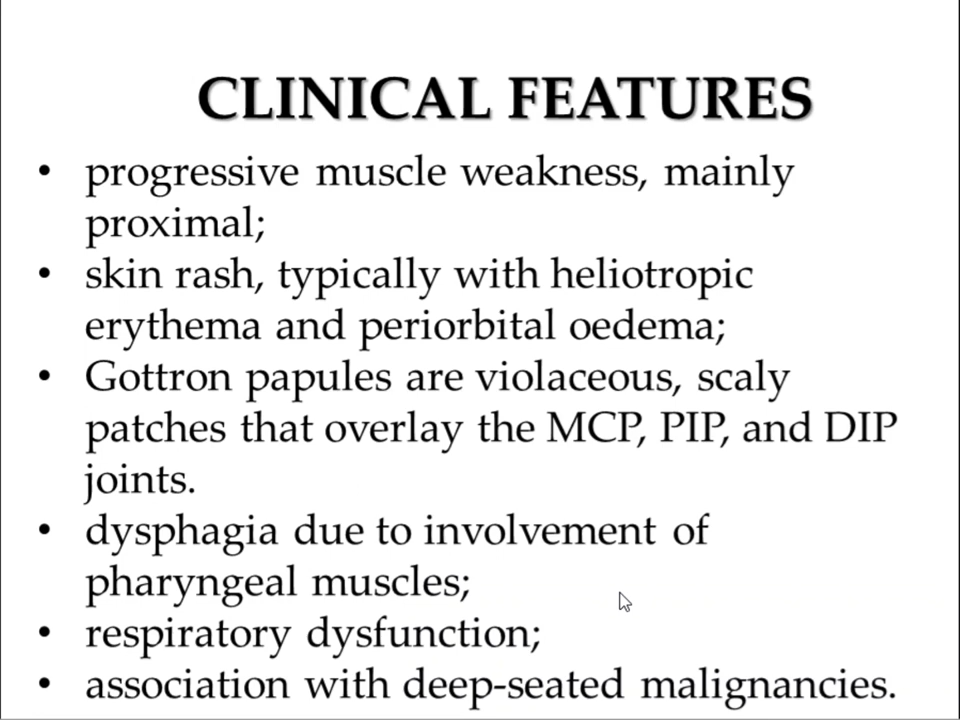 CLINICAL FEATURES
• progressive muscle weakness, mainly
proximal;
• skin rash, typically with heliotropic
erythema and periorbital oedema;
• Gottron papules are violaceous, scaly
patches that overlay the MCP, PIP, and DIP
joints.
• dysphagia due to involvement of
pharyngeal muscles;
• respiratory dysfunction;
• association with deep-seated malignancies.